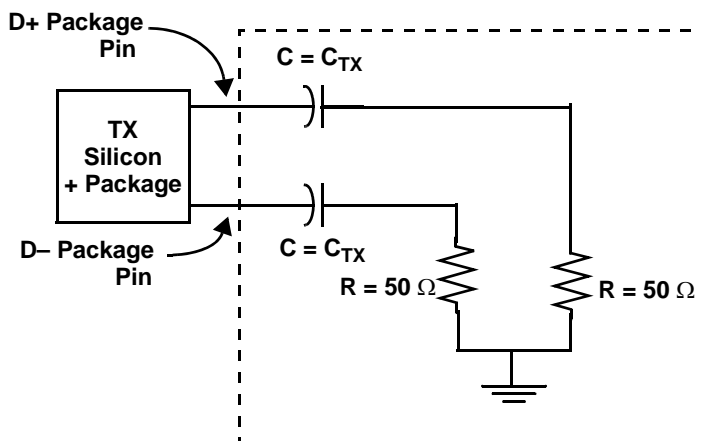 D+ Package
Pin
C = CTX
TX
Silicon
+ Package
D– Package
Pin
C = CTX
R = 50 Ω
R = 50 Ω